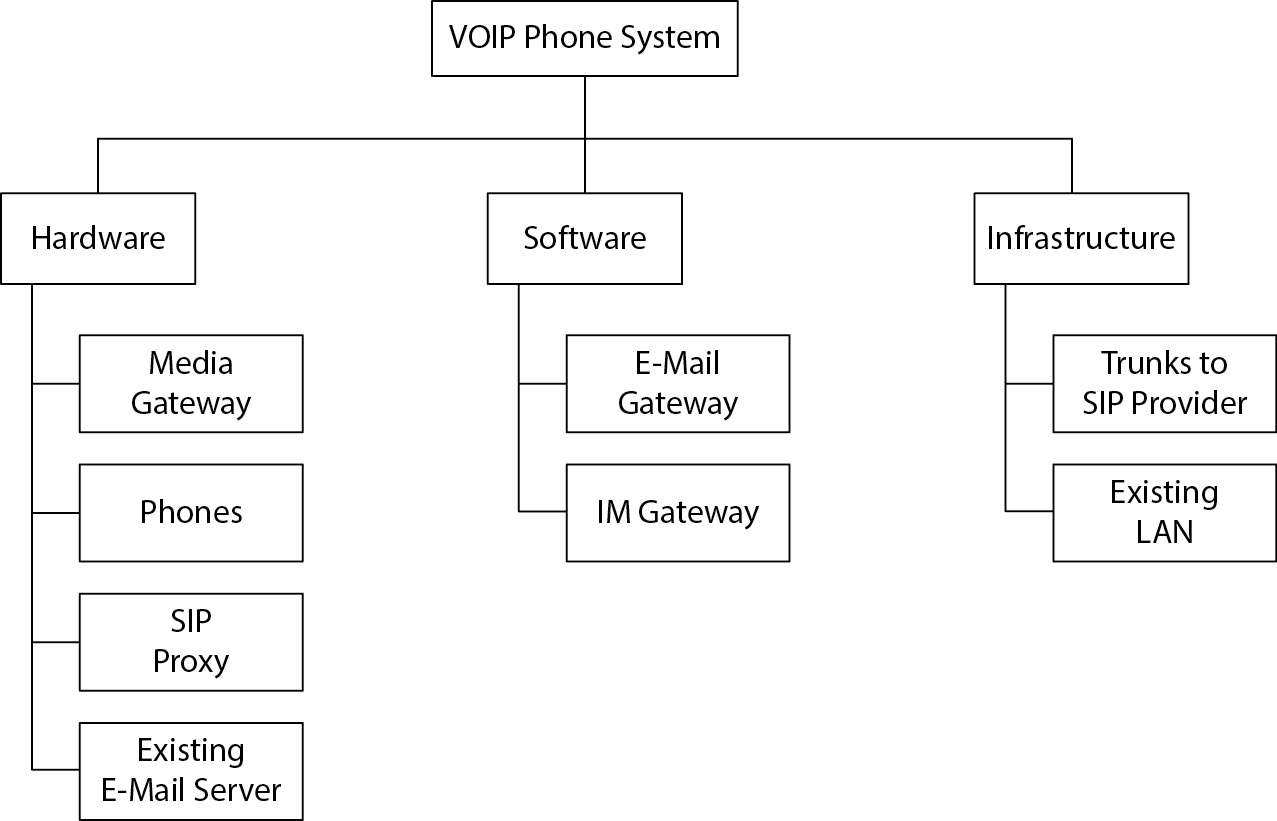 VOIP Phone System
Hardware
Software
Infrastructure
Media
Gateway
Phones
SIP
Proxy
Existing
E-Mail Server
E-Mail
Gateway
IM Gateway
Trunks to
SIP Provider
Existing
LAN